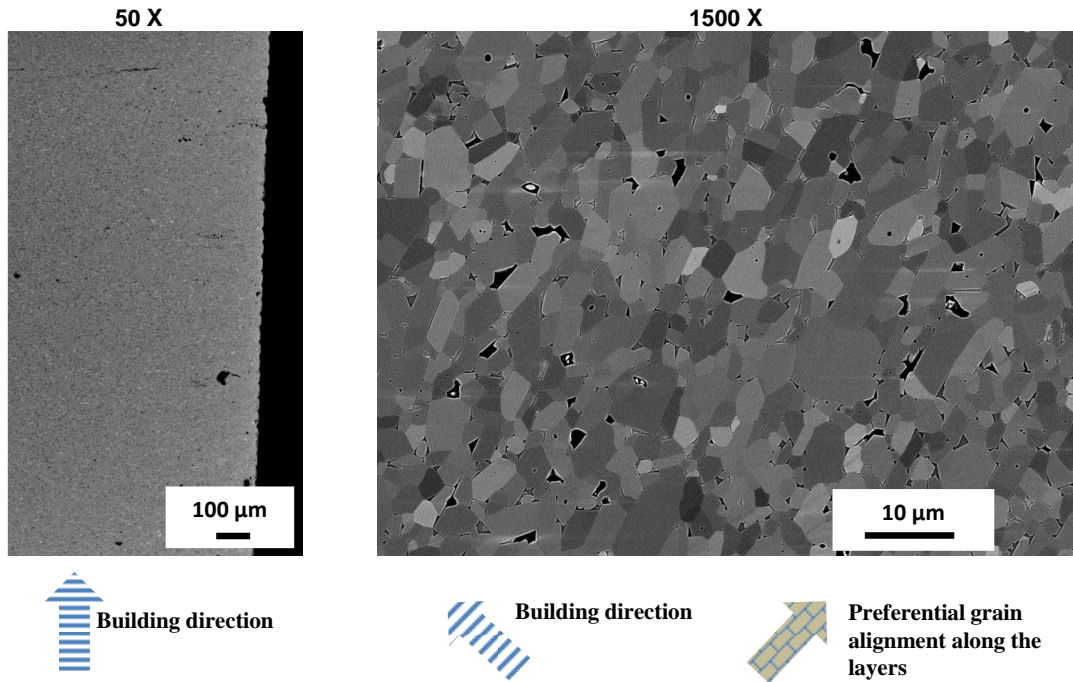 50 X
1500 X
100 µm
10 µm
Building direction
Building direction
Preferential grain
alignment along the
layers